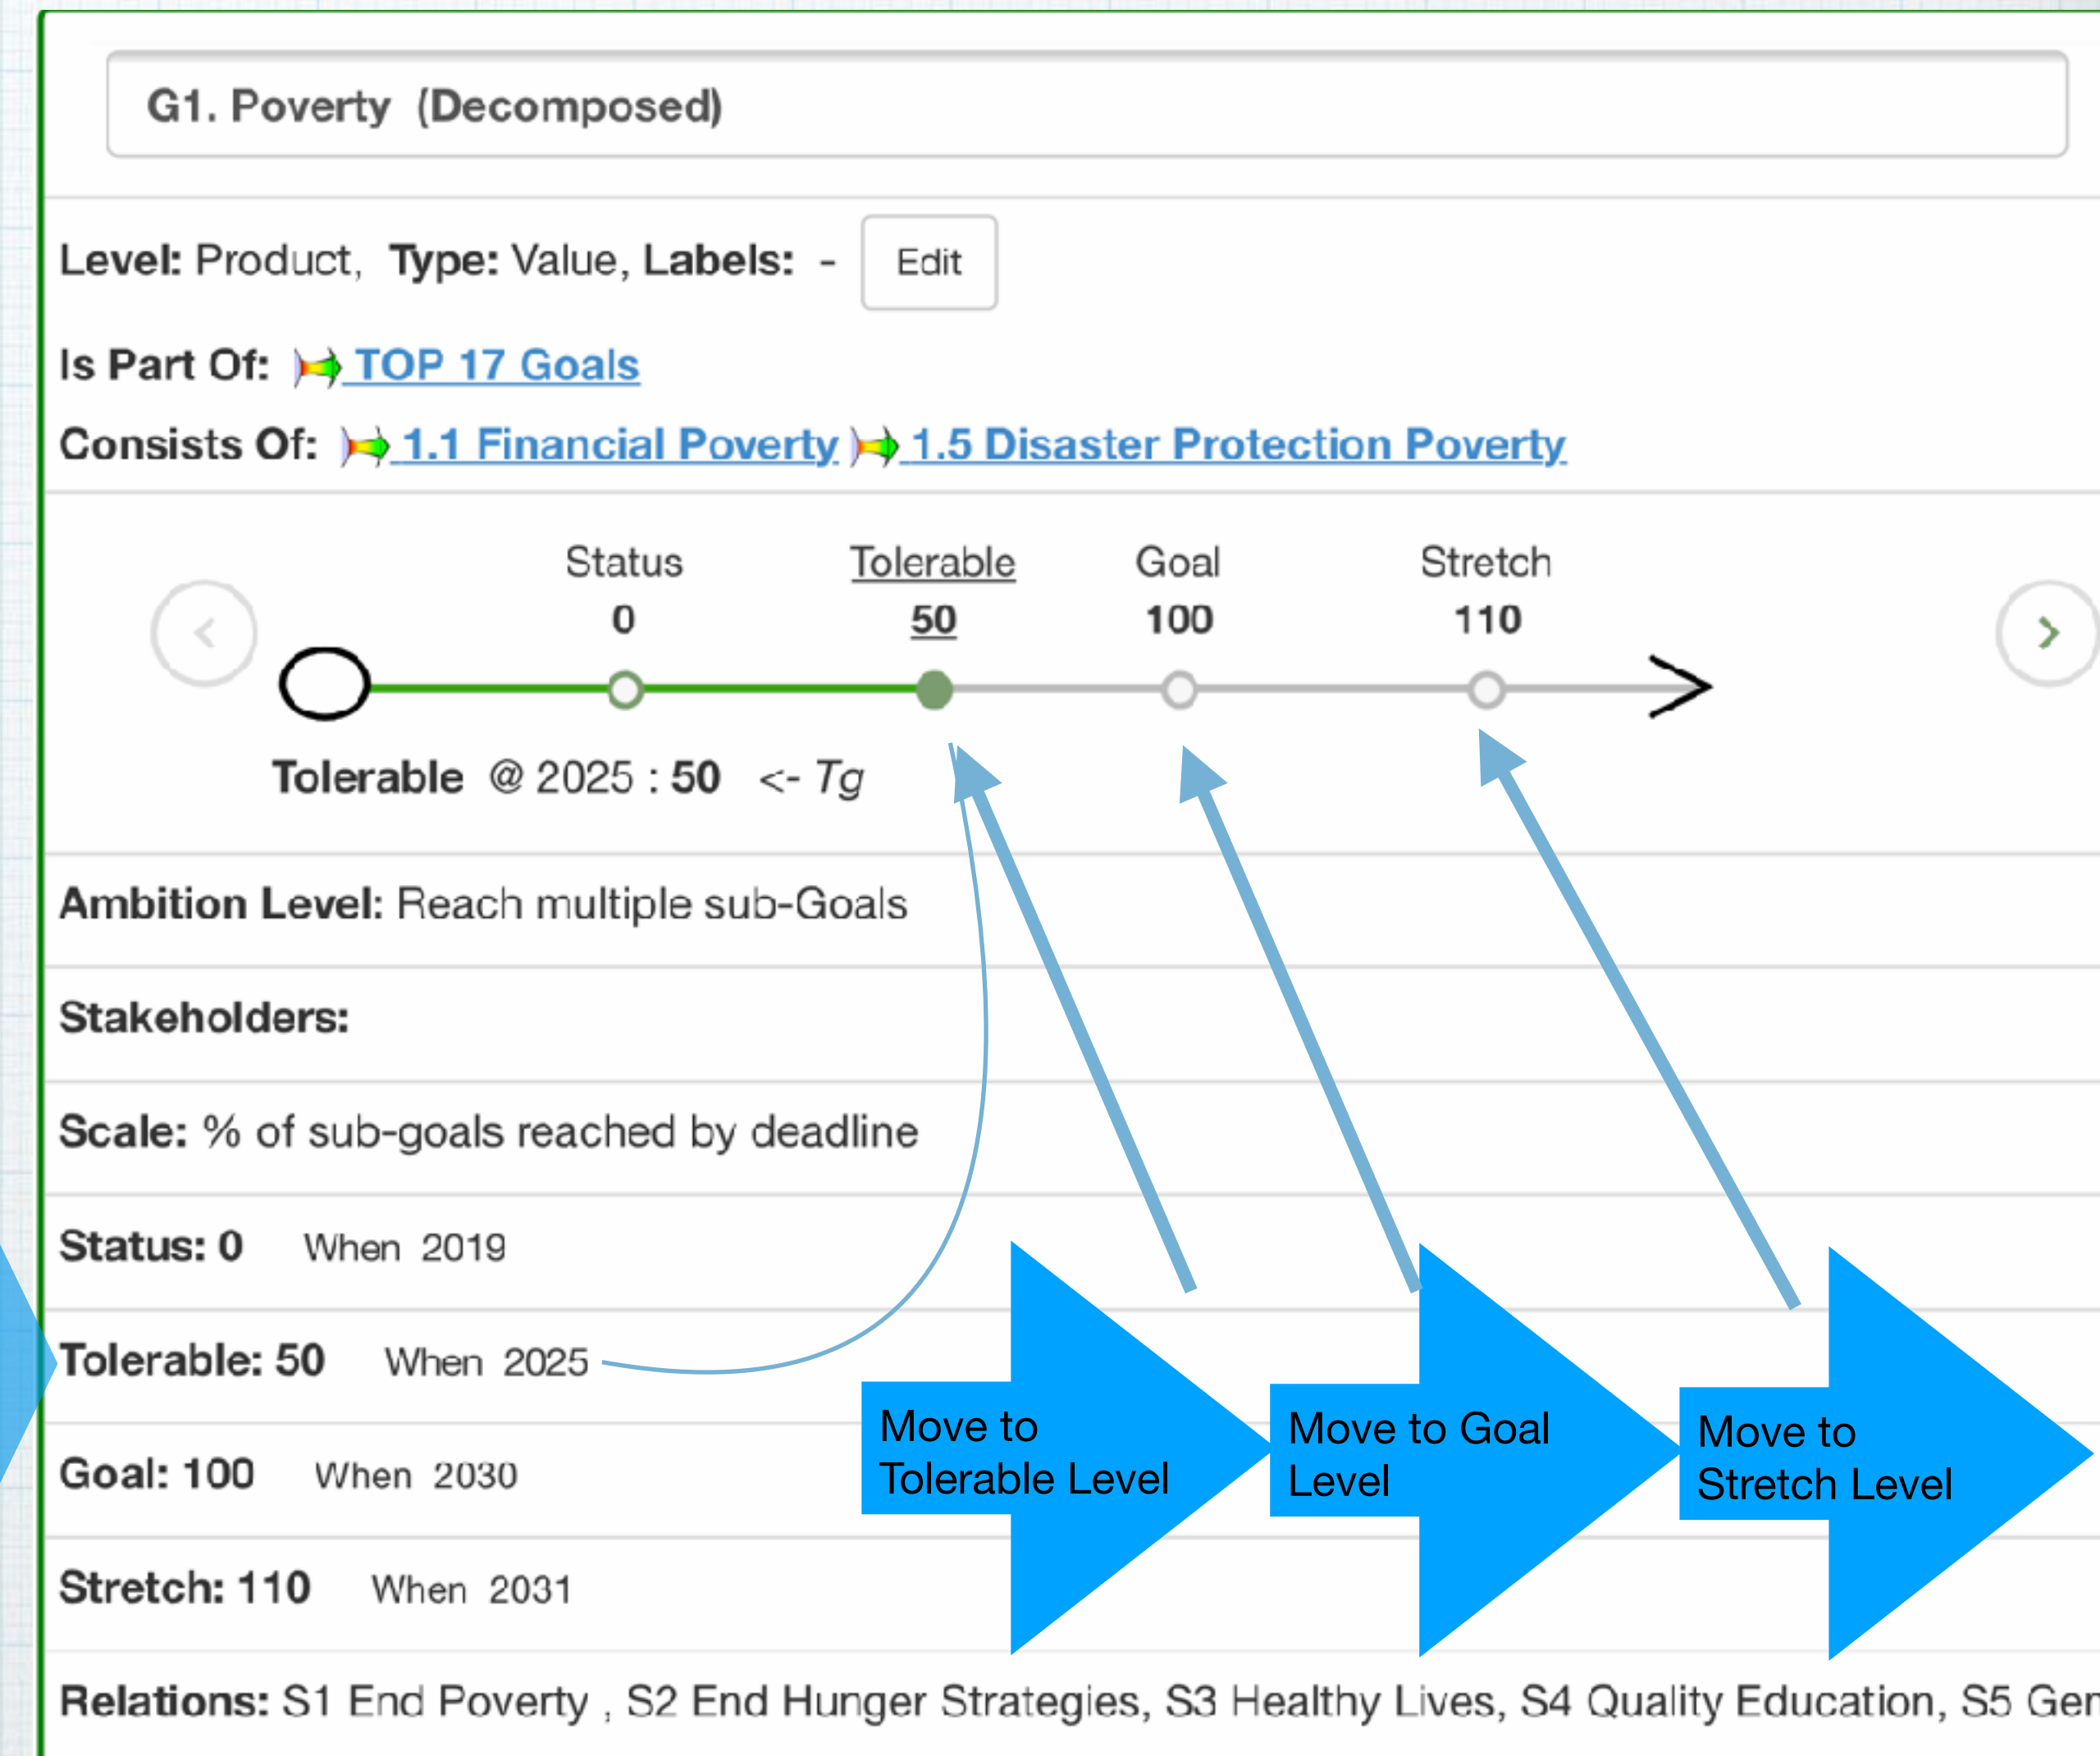 G1. Poverty (Decomposed)
Level: Product, Type: Value, Labels: - Edit
Is Part Of: TOP 17 Goals
Consists Of: 1.1 Financial Poverty 1.5 Disaster Protection Poverty
Status Tolerable Goal Stretch
0 50 100 110
Tolerable @ 2025 : 50 <- Tg
Ambition Level: Reach multiple sub-Goals
Stakeholders:
Scale: % of sub-goals reached by deadline
Status: 0 When 2019
Tolerable: 50 When 2025
Goal: 100 When 2030
Stretch: 110 When 2031
Move to
Tolerable Level
Move to Goal
Level
Move to
Stretch Level
Relations: S1 End Poverty , S2 End Hunger Strategies, S3 Healthy Lives, S4 Quality Education, S5